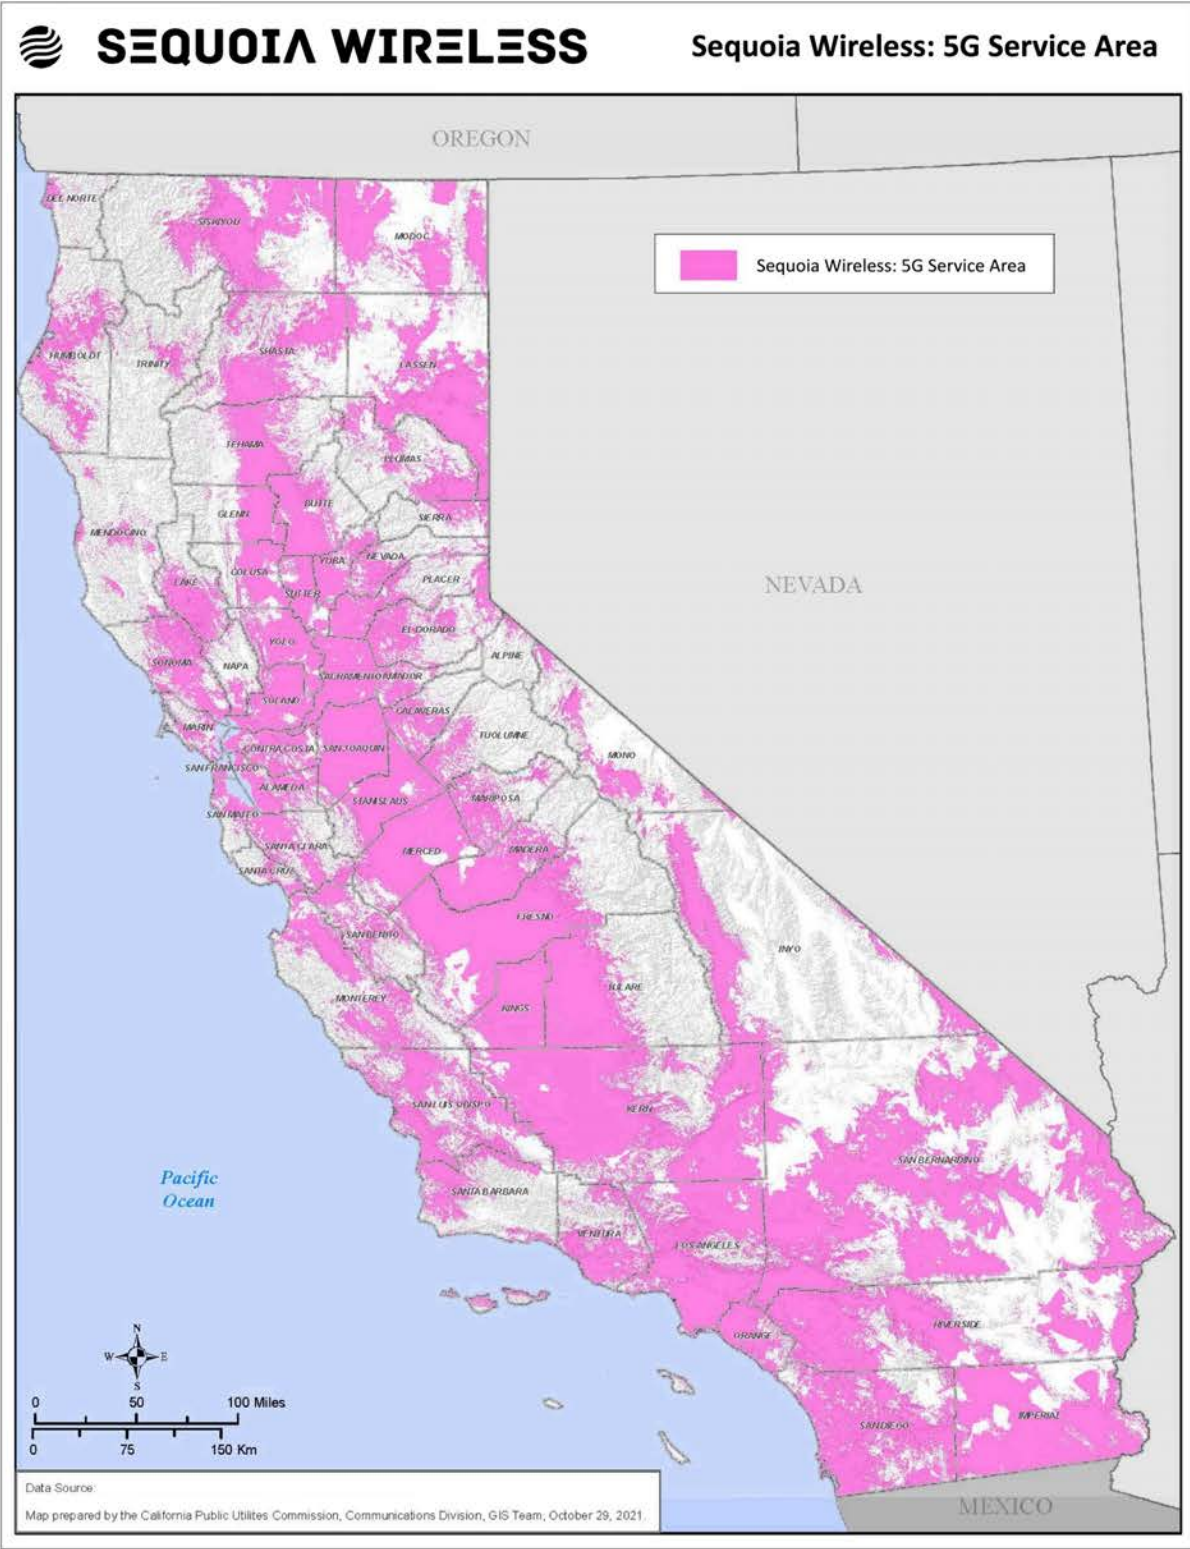 SEQUOIA WIRELESS
Sequoia Wireless: 5G Service Area
OREGON
DEL NORTE
SISKIYOU
MODOC
Sequoia Wireless: 5G Service Area
HUMBOLDT
TRINITY
SHASTA
LASSEN
TEHAMA
PLUMAS
GLENN
BUTTE
SIERRA
MENDOCINO
YUBA
NEVADA
COLUSA
LAKE
PLACER
NEVADA
SUTTER
EL DORADO
YOLO
ALPINE
SONOMA
NAPA
SACRAMENTO
AMADOR
SOLANO
CALAVERAS
MARIN
TUOLUMNE
CONTRA COSTA
SAN JOAQUIN
MONO
SAN FRANCISCO
ALAMEDA
STANISLAUS
MARIPOSA
SAN MATEO
SANTA CLARA
MERCED
MADERA
SANTA CRUZ
FRESNO
SAN BENITO
INYO
TULARE
MONTEREY
KINGS
SAN LUIS OBISPO
KERN
SAN BERNARDINO
Pacific
Ocean
SANTA BARBARA
VENTURA
LOS ANGELES
ORANGE
RIVERSIDE
SAN DIEGO
IMPERIAL
N
W
E
S
0 50 100 Miles
0 75 150 Km
Data Source:
Map prepared by the California Public Utilites Commission, Communications Division, GIS Team, October 29, 2021.
MEXICO